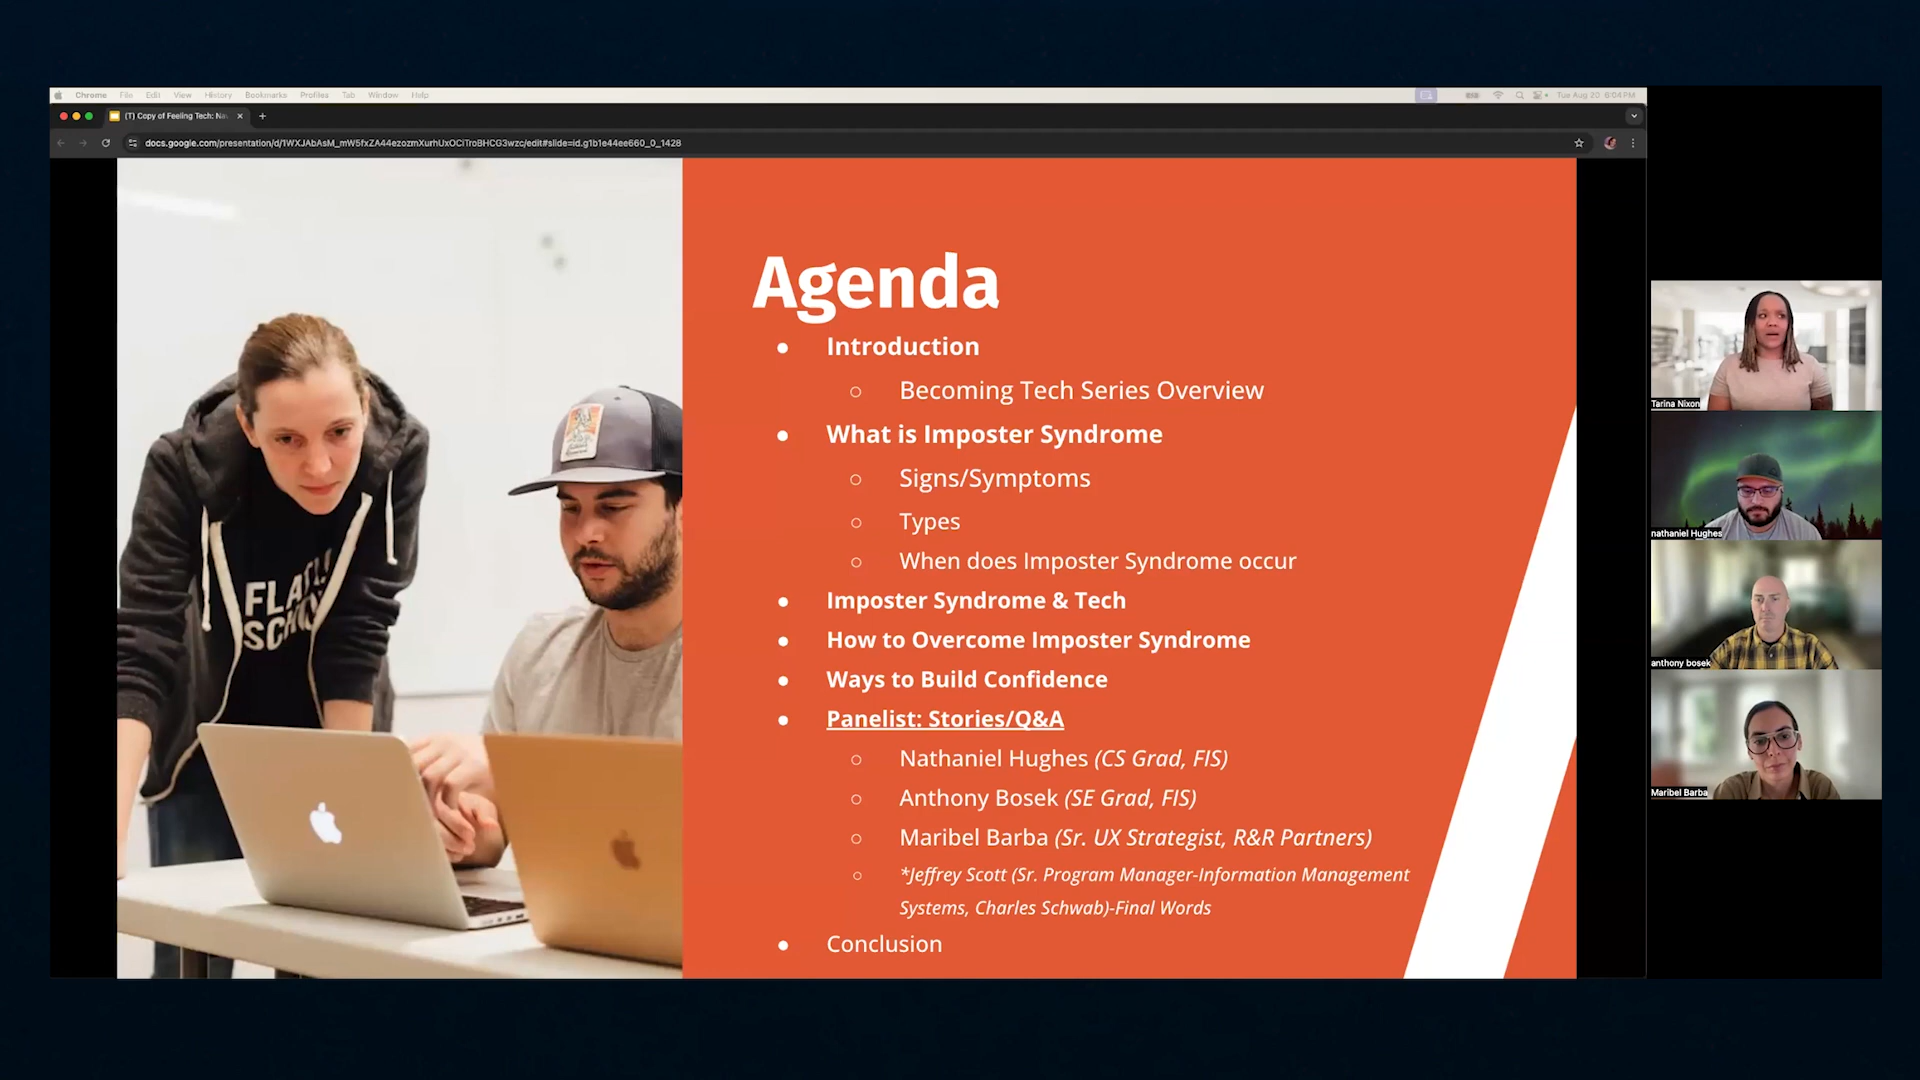 Chrome File Edit View History Bookmarks Profiles Tab Window Help Tue Aug 20 6:04 PM
(T) Copy of Feeling Tech: Na
docs.google.com/presentation/d/1WXJAbAsM_mW5fxZA44ezozmXurhUxOCiTroBHCG3wzc/edit#slide=id.g1b1e44ee660_0_1428
FLAT
SCHOOL
Agenda
Introduction
Becoming Tech Series Overview
What is Imposter Syndrome
Signs/Symptoms
Types
When does Imposter Syndrome occur
Imposter Syndrome & Tech
How to Overcome Imposter Syndrome
Ways to Build Confidence
Panelist: Stories/Q&A
Nathaniel Hughes (CS Grad, FIS)
Anthony Bosek (SE Grad, FIS)
Maribel Barba (Sr. UX Strategist, R&R Partners)
*Jeffrey Scott (Sr. Program Manager-Information Management
Systems, Charles Schwab)-Final Words
Conclusion
Tarina Nixon
nathaniel Hughes
anthony bosek
Maribel Barba